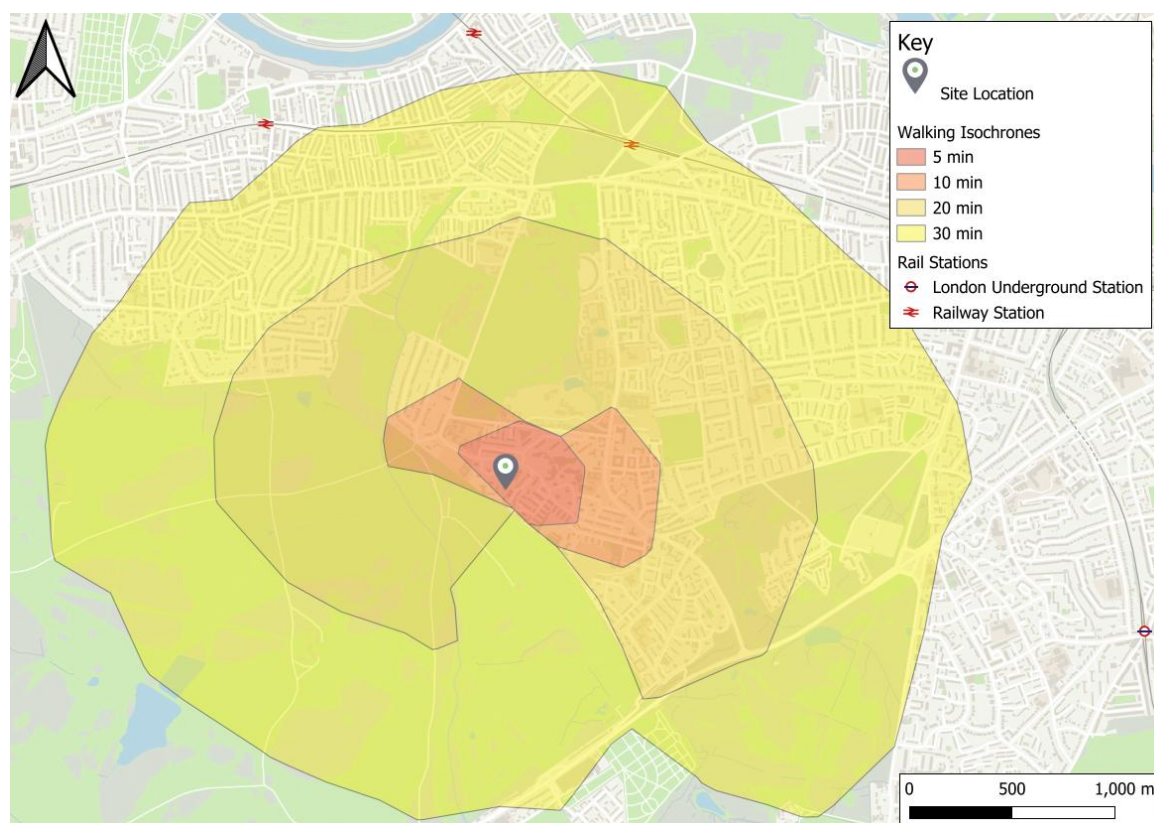 Key
Site Location
Walking Isochrones
5 min
10 min
20 min
30 min
Rail Stations
London Underground Station
Railway Station
0 500 1,000 m